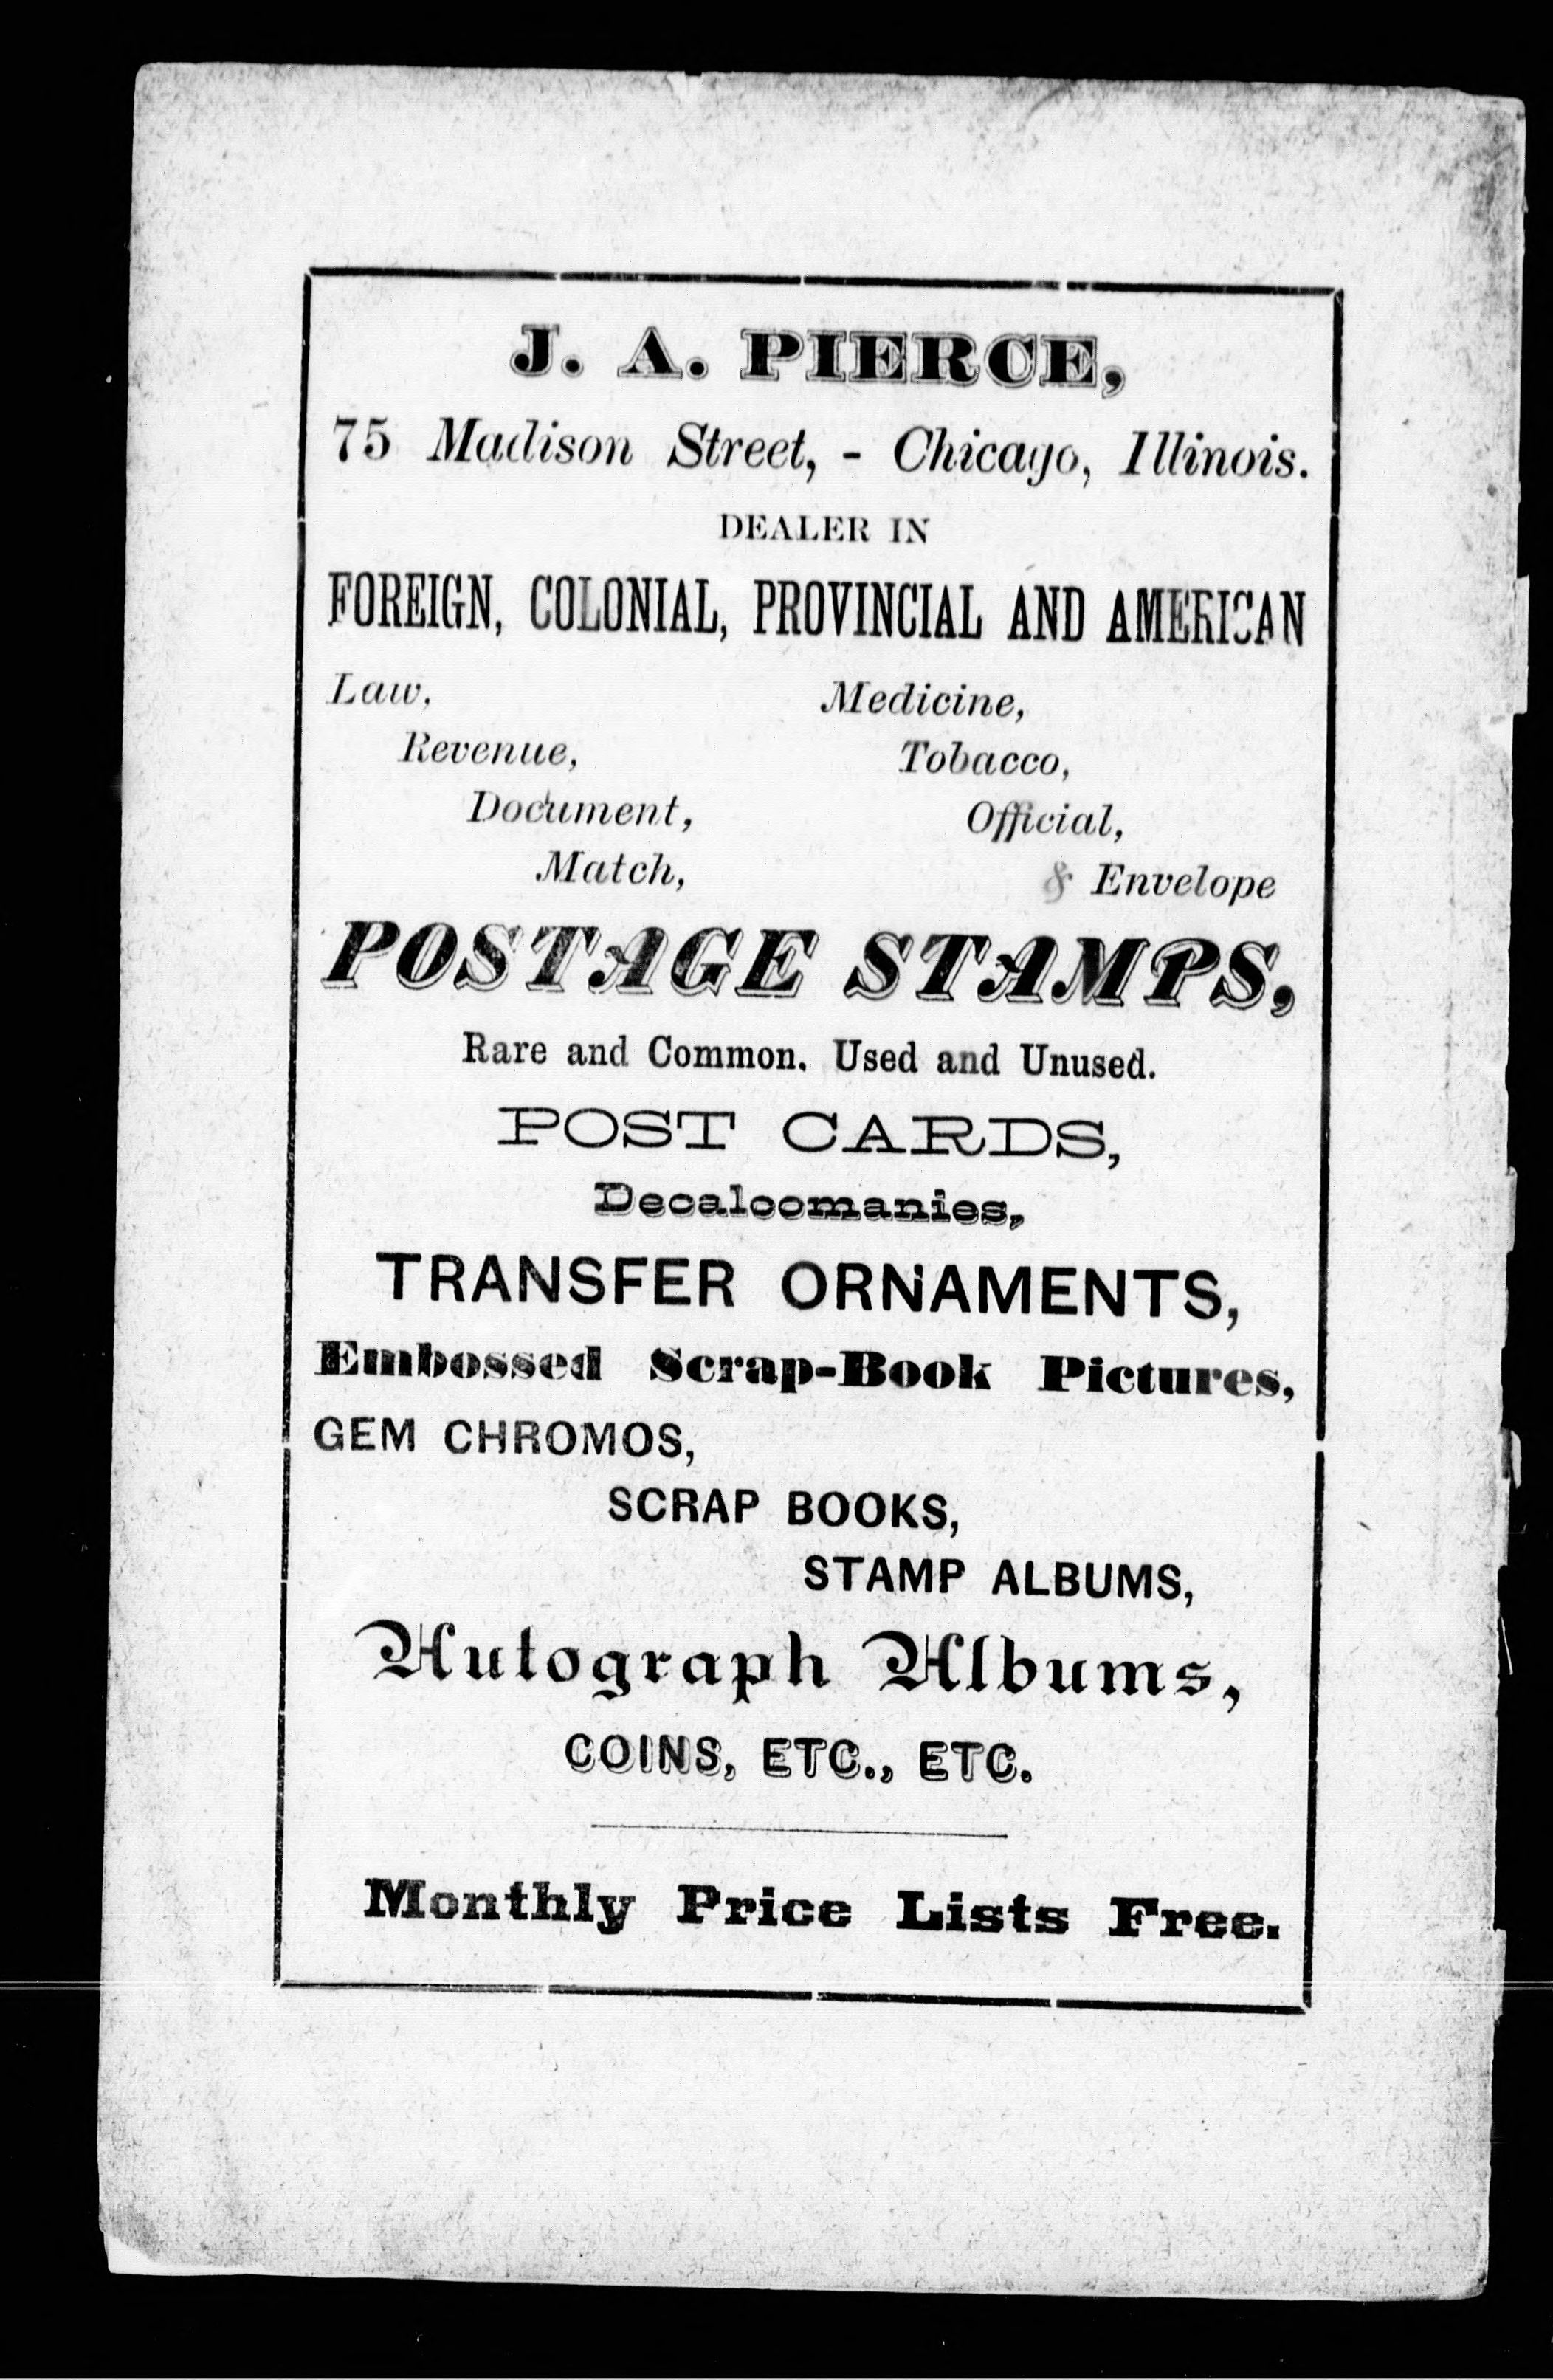 J. A. PIERCE,
75 Madison Street, - Chicago, Illinois.
DEALER IN
FOREIGN, COLONIAL, PROVINCIAL AND AMERICAN
Law, Medicine,
Revenue, Tobacco,
Document, Official,
Match, & Envelope
POSTAGE STAMPS,
Rare and Common. Used and Unused.
POST CARDS,
Decalcomanies,
TRANSFER ORNAMENTS,
Embossed Scrap-Book Pictures,
GEM CHROMOS,
SCRAP BOOKS,
STAMP ALBUMS,
Autograph Albums,
COINS, ETC., ETC.
Monthly Price Lists Free.